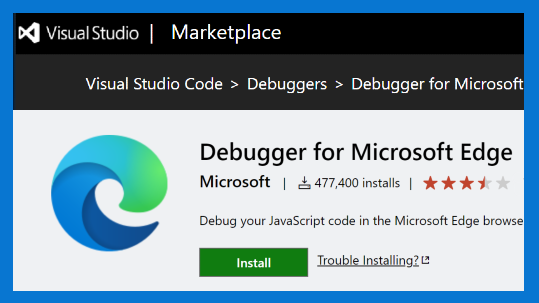 Visual Studio | Marketplace
Visual Studio Code > Debuggers > Debugger for Microsoft
Debugger for Microsoft Edge
Microsoft | 477,400 installs |
Debug your JavaScript code in the Microsoft Edge browse
Install Trouble Installing?